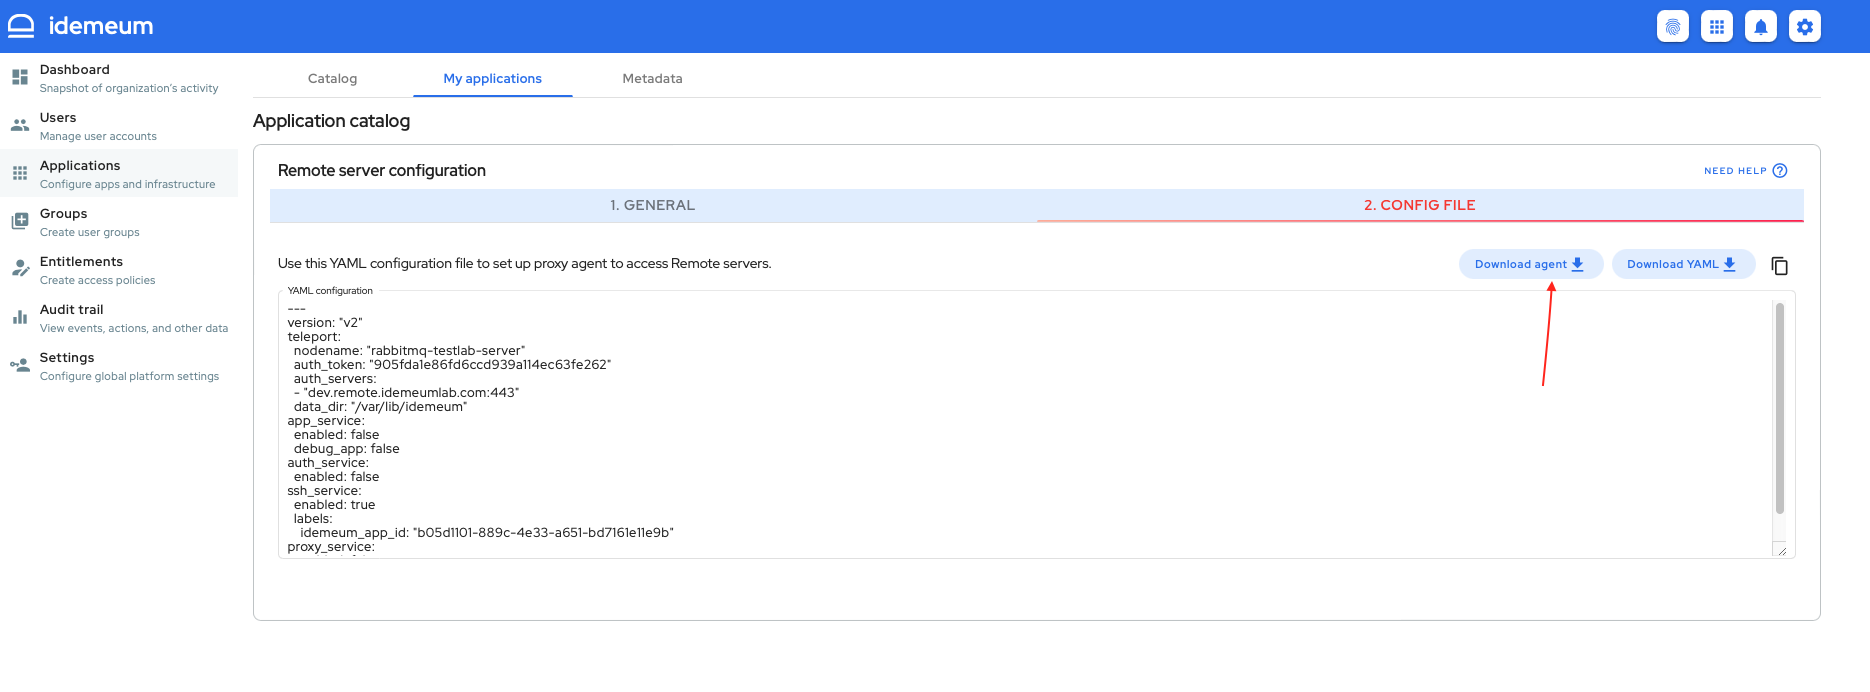 idemeum
Dashboard
Snapshot of organization's activity
Users
Manage user accounts
Applications
Configure apps and infrastructure
Groups
Create user groups
Entitlements
Create access policies
Audit trail
View events, actions, and other data
Settings
Configure global platform settings
Catalog
My applications
Metadata
Application catalog
Remote server configuration
NEED HELP ?
1. GENERAL
2. CONFIG FILE
Use this YAML configuration file to set up proxy agent to access Remote servers.
Download agent
Download YAML
YAML configuration
---
version: "v2"
teleport:
nodename: "rabbitmq-testlab-server"
auth_token: "905fda1e86fd6ccd939a114ec63fe262"
auth_servers:
- "dev.remote.idemeumlab.com:443"
data_dir: "/var/lib/idemeum"
app_service:
enabled: false
debug_app: false
auth_service:
enabled: false
ssh_service:
enabled: true
labels:
idemeum_app_id: "b05d1101-889c-4e33-a651-bd7161e11e9b"
proxy_service: